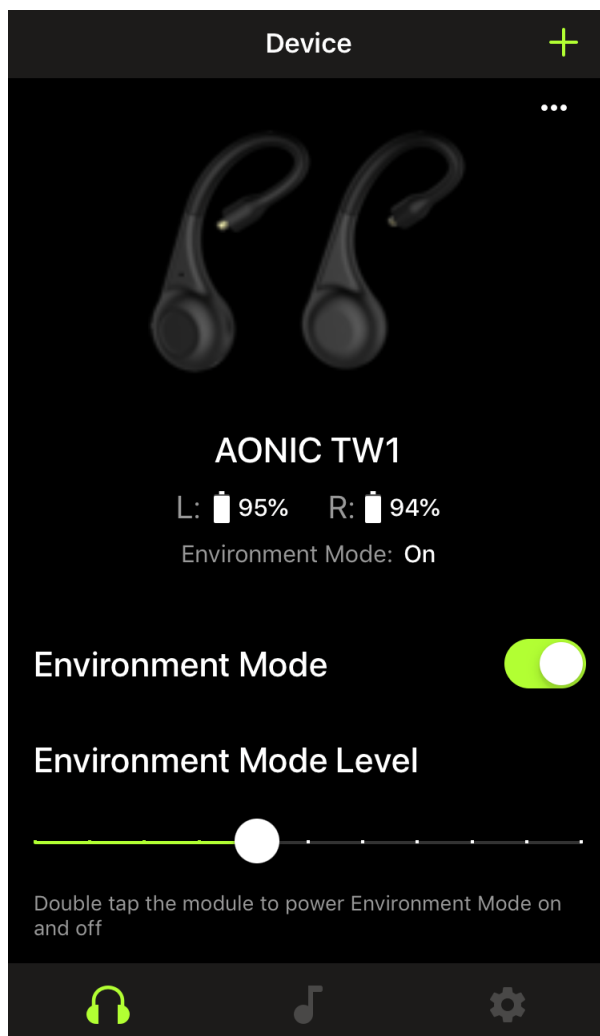 Device
AONIC TW1
L: 95% R: 94%
Environment Mode: On
Environment Mode
Environment Mode Level
Double tap the module to power Environment Mode on
and off